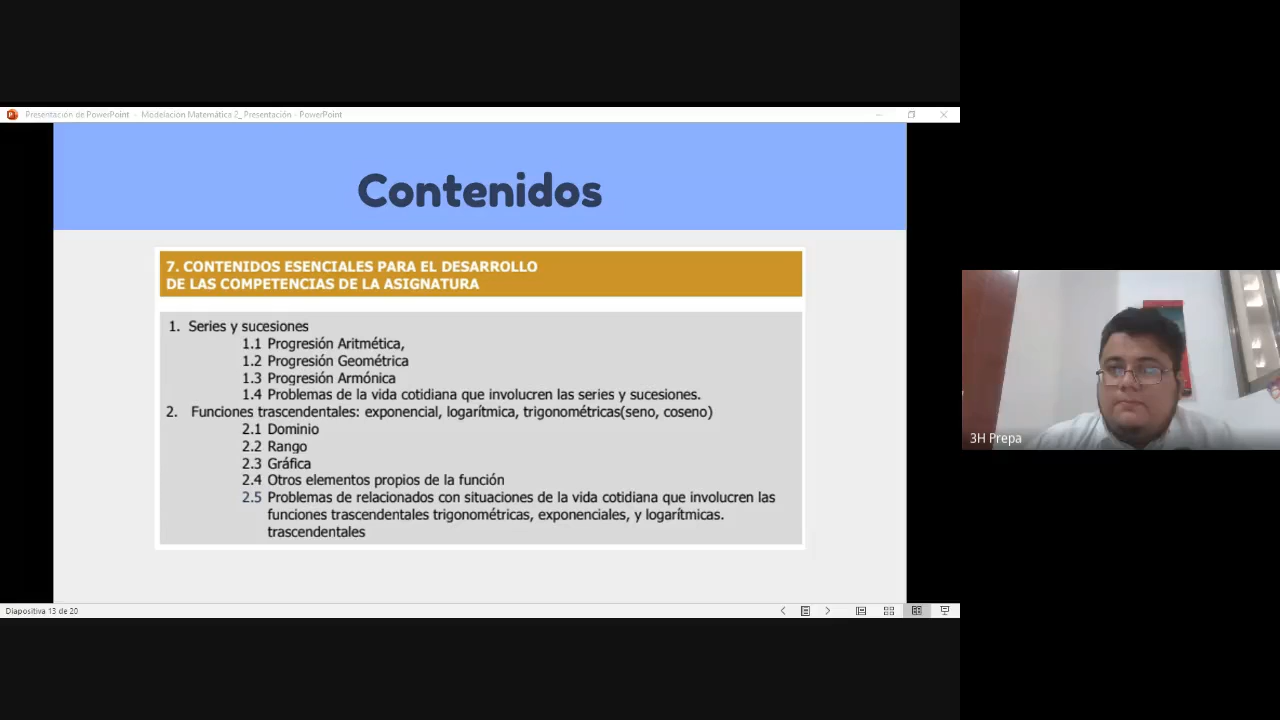 Presentación de PowerPoint - Modelación Matemática 2_ Presentación - PowerPoint
Contenidos
7. CONTENIDOS ESENCIALES PARA EL DESARROLLO
DE LAS COMPETENCIAS DE LA ASIGNATURA
1. Series y sucesiones
1.1 Progresión Aritmética,
1.2 Progresión Geométrica
1.3 Progresión Armónica
1.4 Problemas de la vida cotidiana que involucren las series y sucesiones.
2. Funciones trascendentales: exponencial, logarítmica, trigonométricas(seno, coseno)
2.1 Dominio
2.2 Rango
2.3 Gráfica
2.4 Otros elementos propios de la función
2.5 Problemas de relacionados con situaciones de la vida cotidiana que involucren las
funciones trascendentales trigonométricas, exponenciales, y logarítmicas.
trascendentales
3H Prepa
Diapositiva 13 de 20